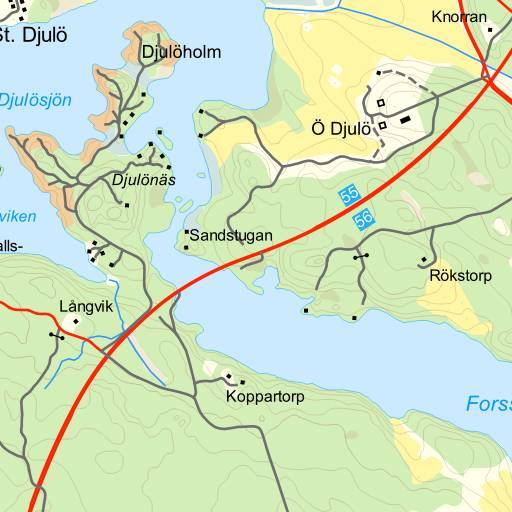 Knorran
St. Djulö
Djulöholm
Djulösjön
Ö Djulö
Djulönäs
55
56
viken
Sandstugan
alls-
Rökstorp
Långvik
Koppartorp
Forss